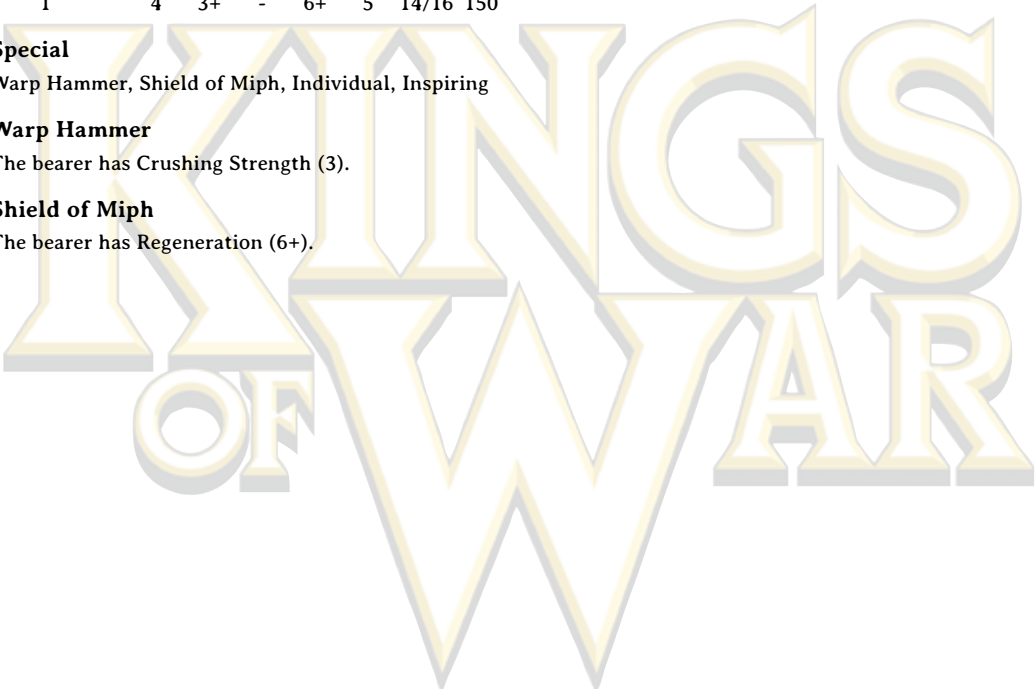 1 4 3+ - 6+ 5 14/16 150
Special
Warp Hammer, Shield of Miph, Individual, Inspiring
Warp Hammer
The bearer has Crushing Strength (3).
Shield of Miph
The bearer has Regeneration (6+).
KINGS
OF WAR